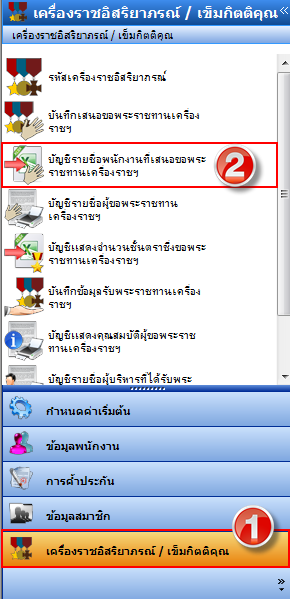 เครื่องราชอิสริยาภรณ์ / เข็มกิตติคุณ
เครื่องราชอิสริยาภรณ์ / เข็มกิตติคุณ
รหัสเครื่องราชอิสริยาภรณ์
บันทึกเสนอขอพระราชทานเครื่อง
ราชฯ
บัญชีรายชื่อพนักงานที่เสนอขอพระ
ราชทานเครื่องราชฯ
2
บัญชีรายชื่อผู้ขอพระราชทาน
เครื่องราชฯ
บัญชีแสดงจำนวนชั้นตราซึ่งขอพระ
ราชทานเครื่องราชฯ
บันทึกข้อมูลรับพระราชทานเครื่อง
ราชฯ
บัญชีแสดงคุณสมบัติผู้ขอพระราช
ทานเครื่องราชฯ
บัญชีรายชื่อผู้บริหารที่ได้รับพระ
กำหนดค่าเริ่มต้น
ข้อมูลพนักงาน
การค้ำประกัน
ข้อมูลสมาชิก
1
เครื่องราชอิสริยาภรณ์ / เข็มกิตติคุณ